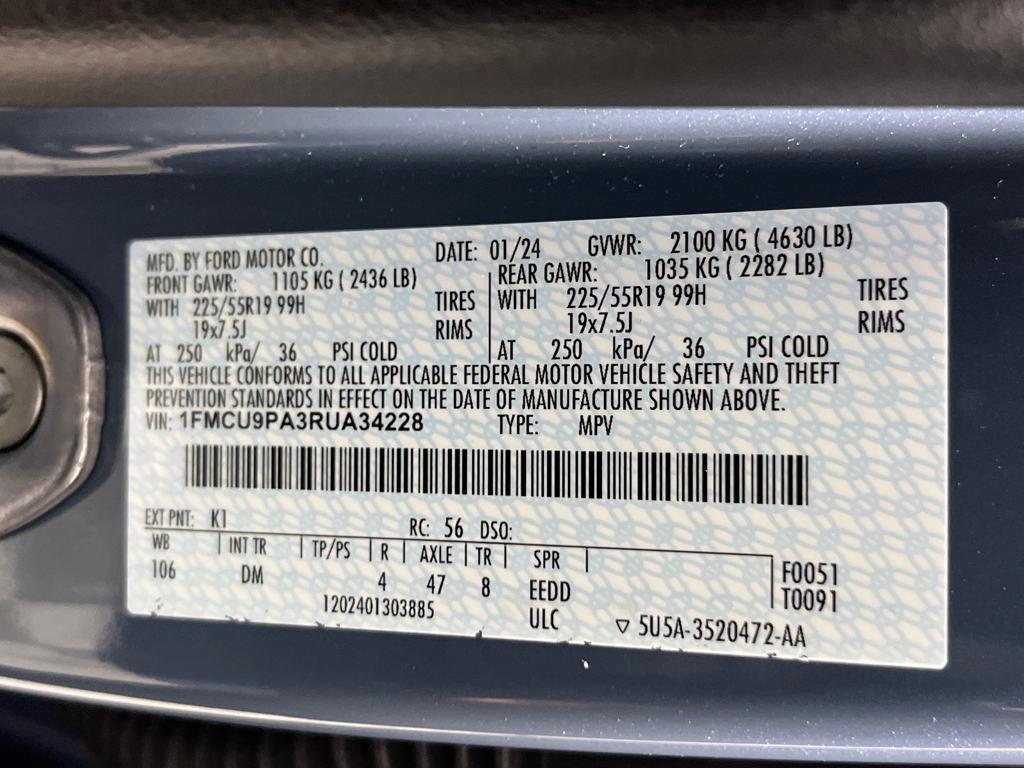 MFD. BY FORD MOTOR CO. DATE: 01/24 GVWR: 2100 KG ( 4630 LB)
FRONT GAWR: 1105 KG ( 2436 LB) REAR GAWR: 1035 KG ( 2282 LB)
WITH 225/55R19 99H TIRES WITH 225/55R19 99H TIRES
19x7.5J RIMS 19x7.5J RIMS
AT 250 kPa/ 36 PSI COLD AT 250 kPa/ 36 PSI COLD
THIS VEHICLE CONFORMS TO ALL APPLICABLE FEDERAL MOTOR VEHICLE SAFETY AND THEFT
PREVENTION STANDARDS IN EFFECT ON THE DATE OF MANUFACTURE SHOWN ABOVE.
VIN: 1FMCU9PA3RUA34228 TYPE: MPV
EXT PNT: K1 RC: 56 DSO:
WB INT TR TP/PS R AXLE TR SPR F0051
106 DM 4 47 8 EEDD T0091
1202401303885 ULC ▽ 5U5A-3520472-AA